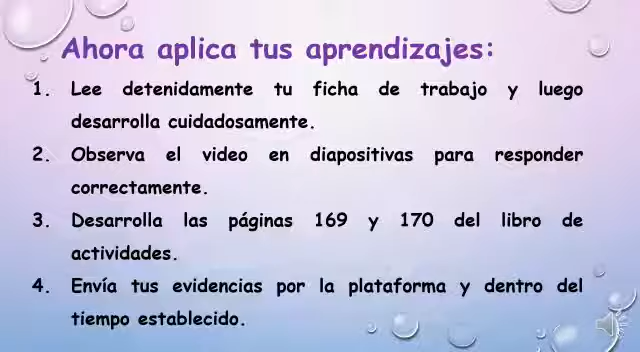 Ahora aplica tus aprendizajes:
1. Lee detenidamente tu ficha de trabajo y luego
desarrolla cuidadosamente.
2. Observa el video en diapositivas para responder
correctamente.
3. Desarrolla las páginas 169 y 170 del libro de
actividades.
4. Envía tus evidencias por la plataforma y dentro del
tiempo establecido.